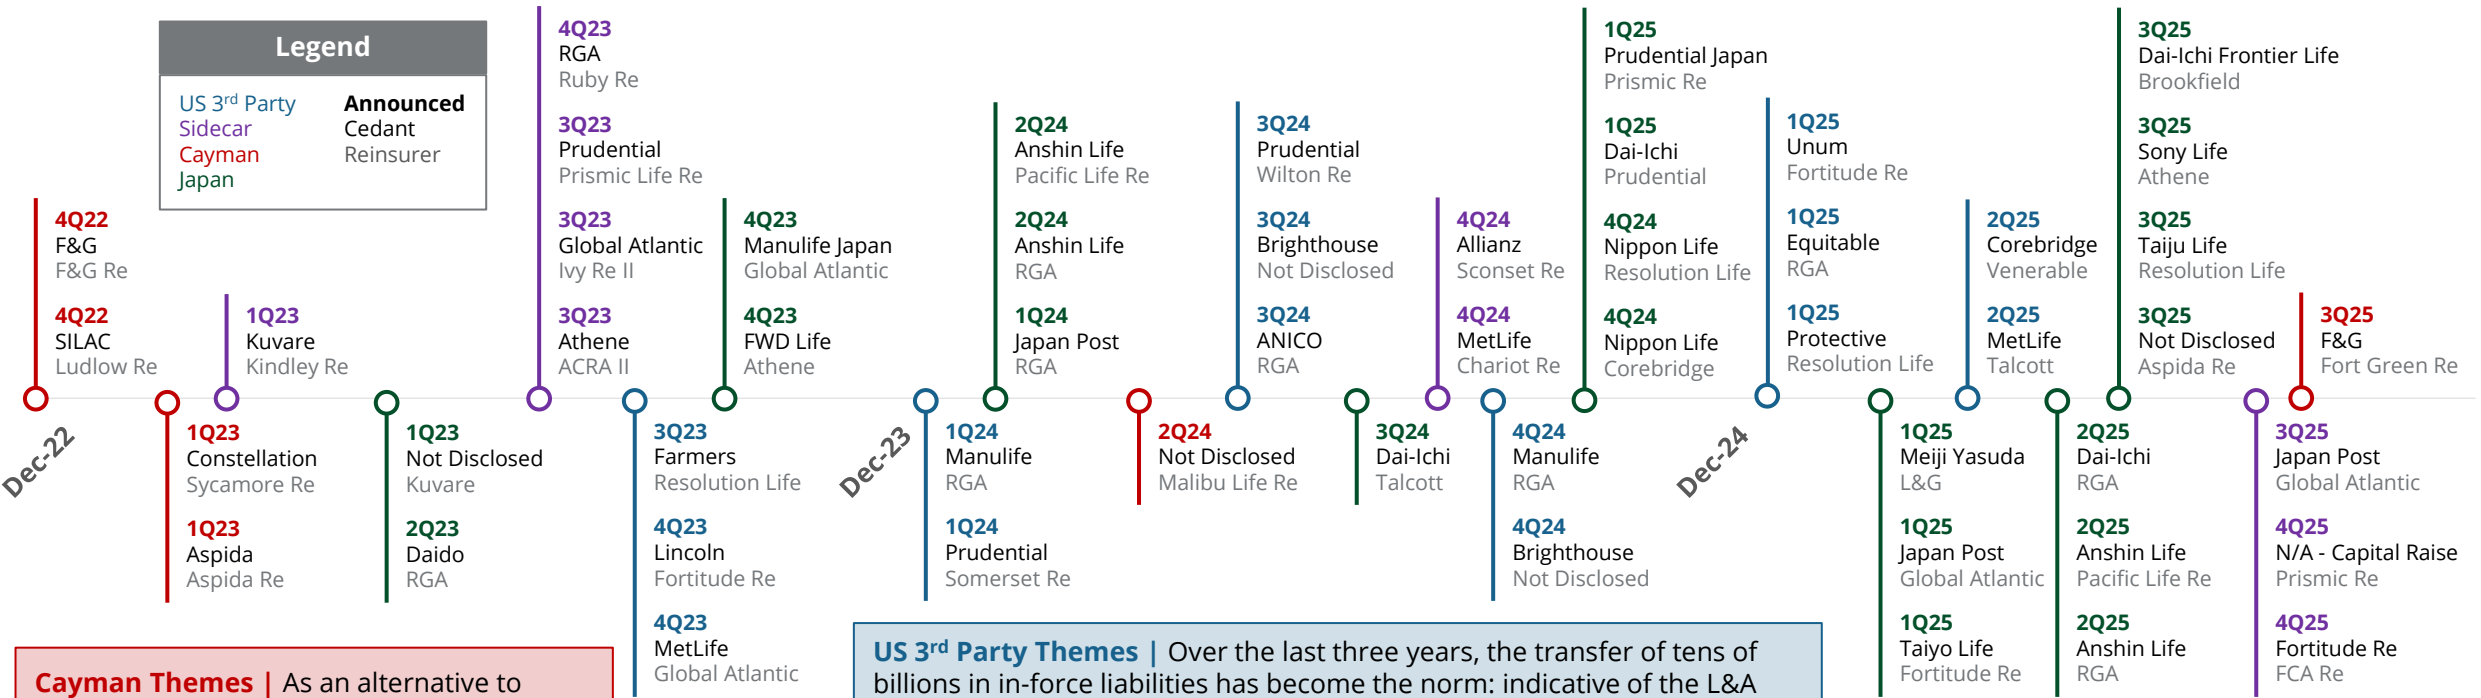 Legend
US 3rd Party
Sidecar
Cayman
Japan
Announced
Cedant
Reinsurer
4Q22
F&G
F&G Re
4Q22
SILAC
Ludlow Re
Dec-22
1Q23
Constellation
Sycamore Re
1Q23
Aspida
Aspida Re
1Q23
Kuvare
Kindley Re
1Q23
Not Disclosed
Kuvare
2Q23
Daido
RGA
4Q23
RGA
Ruby Re
3Q23
Prudential
Prismic Life Re
3Q23
Global Atlantic
Ivy Re II
3Q23
Athene
ACRA II
3Q23
Farmers
Resolution Life
4Q23
Lincoln
Fortitude Re
4Q23
MetLife
Global Atlantic
4Q23
Manulife Japan
Global Atlantic
4Q23
FWD Life
Athene
Dec-23
1Q24
Manulife
RGA
1Q24
Prudential
Somerset Re
2Q24
Anshin Life
Pacific Life Re
2Q24
Anshin Life
RGA
1Q24
Japan Post
RGA
2Q24
Not Disclosed
Malibu Life Re
3Q24
Prudential
Wilton Re
3Q24
Brighthouse
Not Disclosed
3Q24
ANICO
RGA
3Q24
Dai-Ichi
Talcott
4Q24
Allianz
Sconset Re
4Q24
MetLife
Chariot Re
4Q24
Manulife
RGA
4Q24
Brighthouse
Not Disclosed
1Q25
Prudential Japan
Prismic Re
1Q25
Dai-Ichi
Prudential
4Q24
Nippon Life
Resolution Life
4Q24
Nippon Life
Corebridge
Dec-24
1Q25
Unum
Fortitude Re
1Q25
Equitable
RGA
1Q25
Protective
Resolution Life
1Q25
Meiji Yasuda
L&G
1Q25
Japan Post
Global Atlantic
1Q25
Taiyo Life
Fortitude Re
2Q25
Corebridge
Venerable
2Q25
MetLife
Talcott
2Q25
Dai-Ichi
RGA
2Q25
Anshin Life
Pacific Life Re
2Q25
Anshin Life
RGA
3Q25
Dai-Ichi Frontier Life
Brookfield
3Q25
Sony Life
Athene
3Q25
Taiju Life
Resolution Life
3Q25
Not Disclosed
Aspida Re
3Q25
Japan Post
Global Atlantic
4Q25
N/A - Capital Raise
Prismic Re
4Q25
Fortitude Re
FCA Re
3Q25
F&G
Fort Green Re
Cayman Themes | As an alternative to
US 3rd Party Themes | Over the last three years, the transfer of tens of
billions in in-force liabilities has become the norm: indicative of the L&A